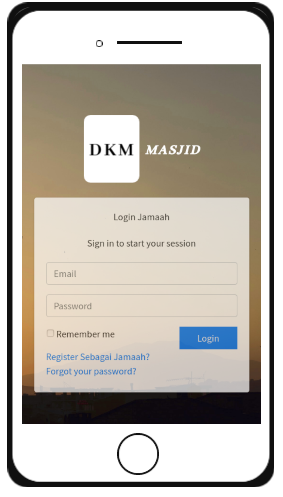 DKM MASJID
Login Jamaah
Sign in to start your session
Email
Password
Remember me
Login
Register Sebagai Jamaah?
Forgot your password?